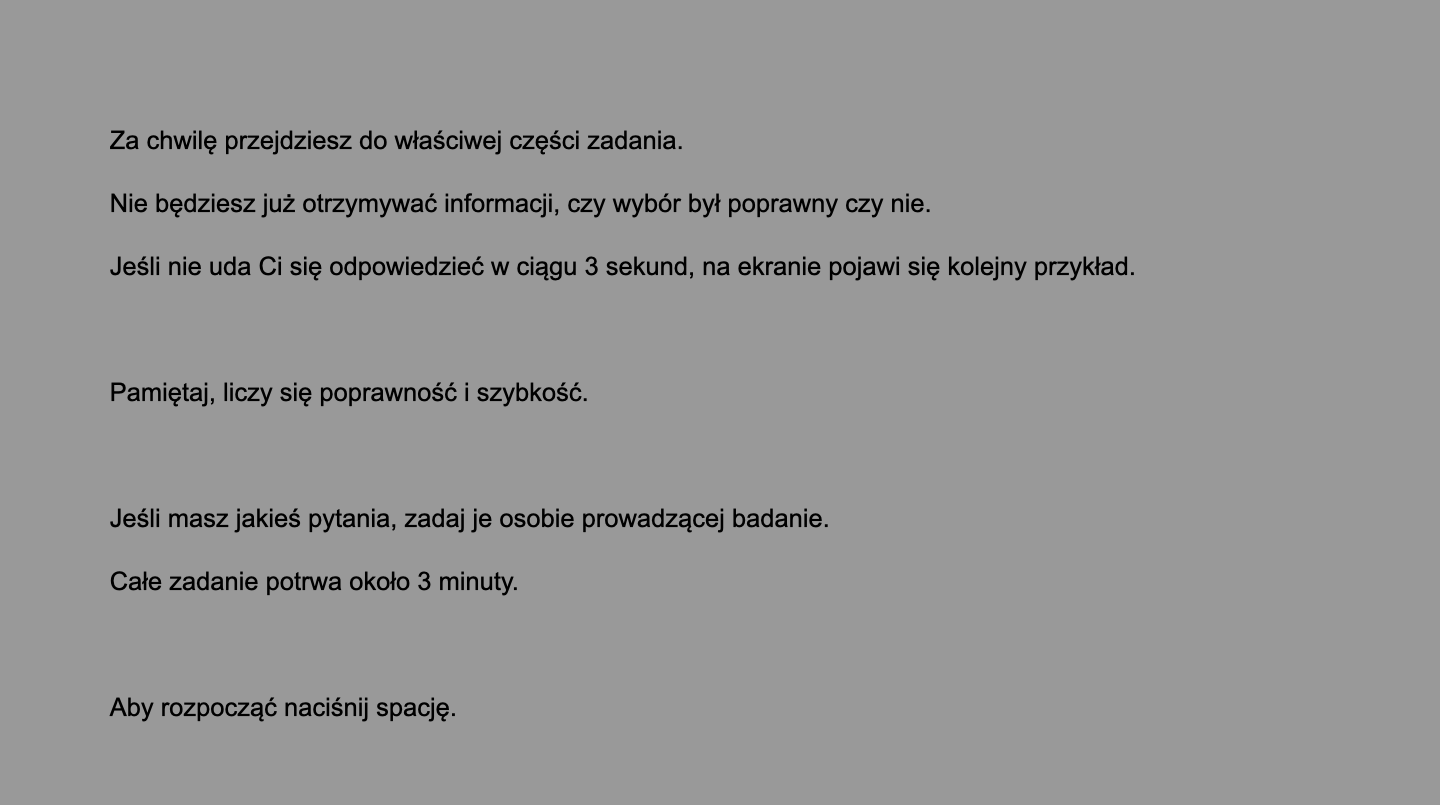 Za chwilę przejdziesz do właściwej części zadania.
Nie będziesz już otrzymywać informacji, czy wybór był poprawny czy nie.
Jeśli nie uda Ci się odpowiedzieć w ciągu 3 sekund, na ekranie pojawi się kolejny przykład.
Pamiętaj, liczy się poprawność i szybkość.
Jeśli masz jakieś pytania, zadaj je osobie prowadzącej badanie.
Całe zadanie potrwa około 3 minuty.
Aby rozpocząć naciśnij spację.